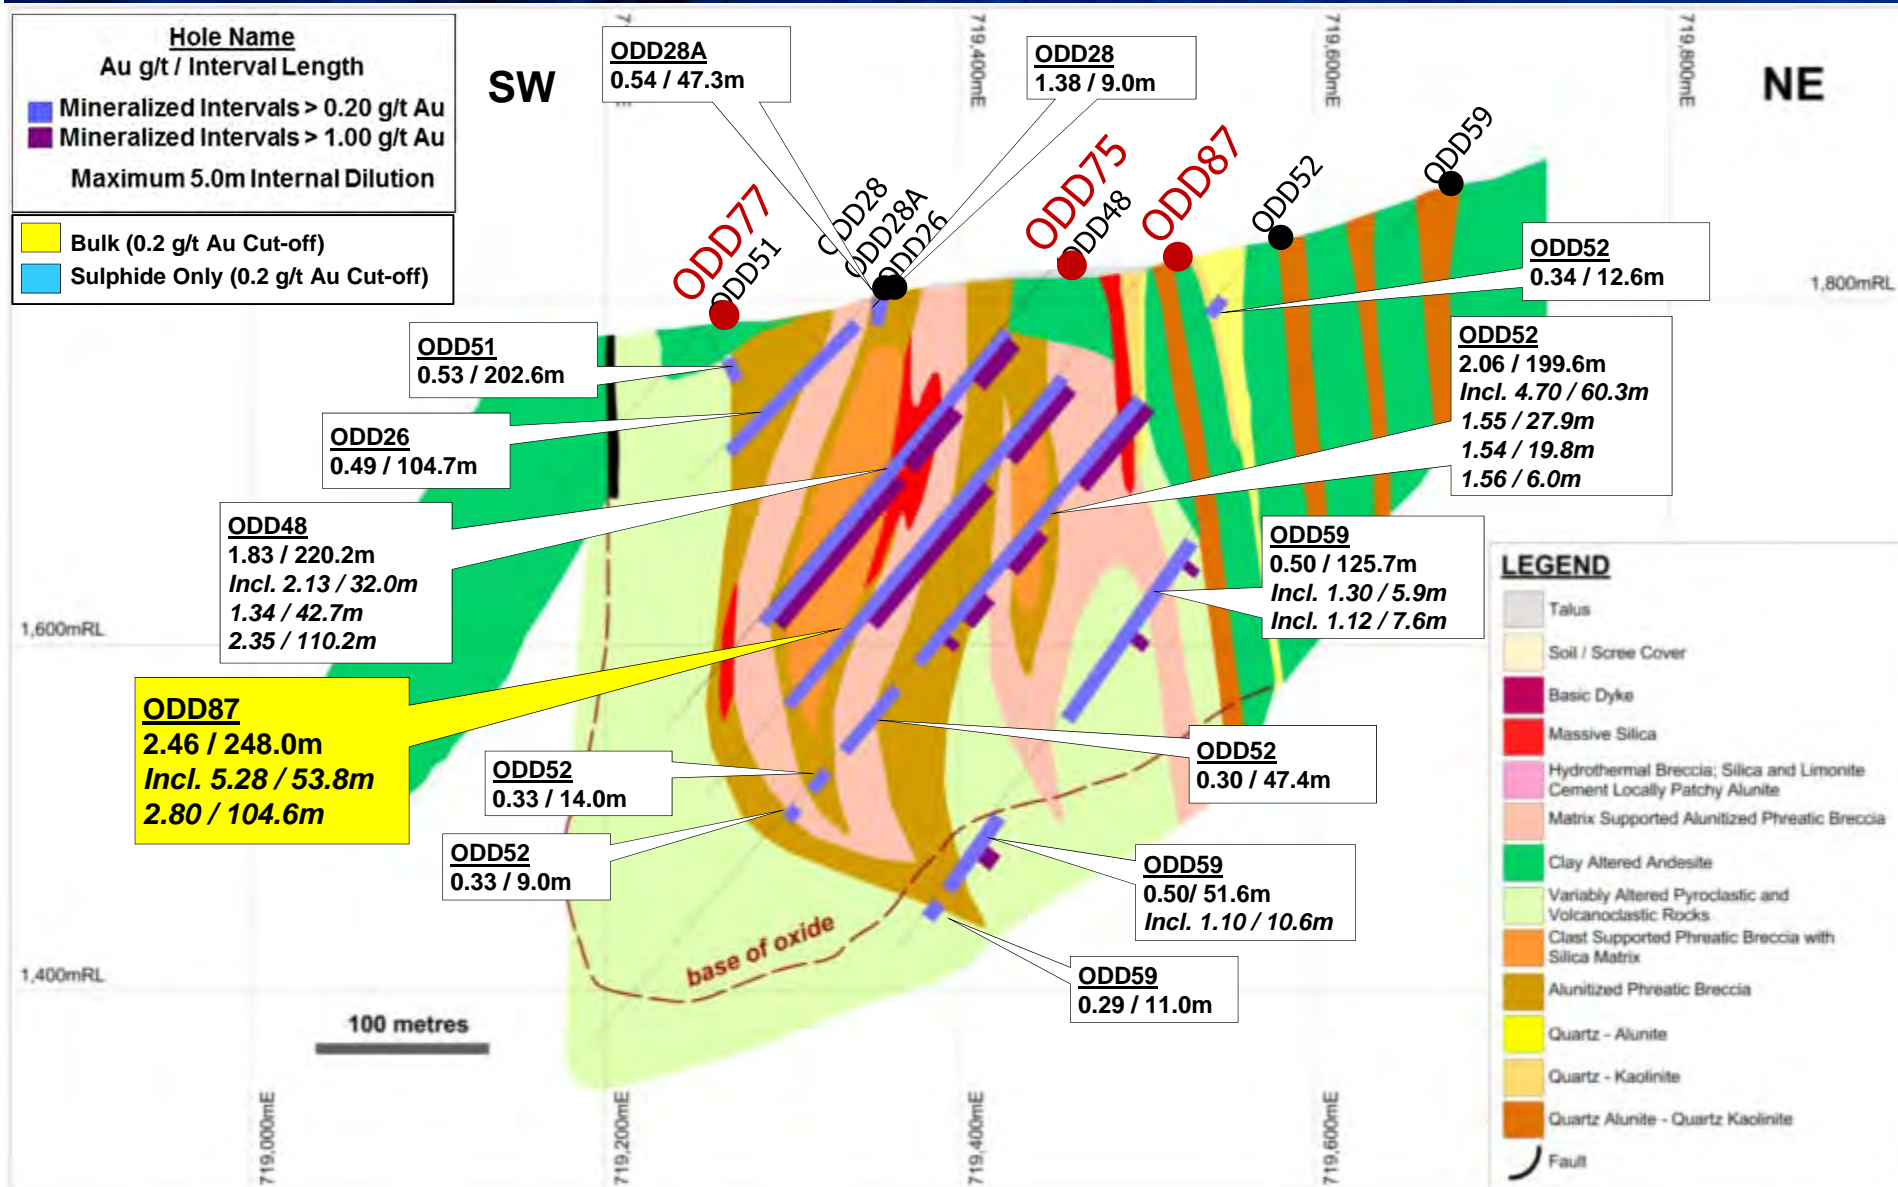 Hole Name
Au g/t / Interval Length
Mineralized Intervals > 0.20 g/t Au
Mineralized Intervals > 1.00 g/t Au
Maximum 5.0m Internal Dilution
Bulk (0.2 g/t Au Cut-off)
Sulphide Only (0.2 g/t Au Cut-off)
SW
NE
719,400mE
719,600mE
719,800mE
ODD28A
0.54 / 47.3m
ODD28
1.38 / 9.0m
ODD77
ODD51
ODD28
ODD28A
ODD26
ODD75
ODD48
ODD87
ODD52
ODD59
ODD52
0.34 / 12.6m
1,800mRL
ODD51
0.53 / 202.6m
ODD52
2.06 / 199.6m
Incl. 4.70 / 60.3m
1.55 / 27.9m
1.54 / 19.8m
1.56 / 6.0m
ODD26
0.49 / 104.7m
ODD48
1.83 / 220.2m
Incl. 2.13 / 32.0m
1.34 / 42.7m
2.35 / 110.2m
ODD59
0.50 / 125.7m
Incl. 1.30 / 5.9m
Incl. 1.12 / 7.6m
1,600mRL
ODD87
2.46 / 248.0m
Incl. 5.28 / 53.8m
2.80 / 104.6m
ODD52
0.30 / 47.4m
ODD52
0.33 / 14.0m
ODD52
0.33 / 9.0m
ODD59
0.50/ 51.6m
Incl. 1.10 / 10.6m
ODD59
0.29 / 11.0m
base of oxide
1,400mRL
100 metres
719,000mE
719,200mE
719,400mE
719,600mE
LEGEND
Talus
Soil / Scree Cover
Basic Dyke
Massive Silica
Hydrothermal Breccia; Silica and Limonite
Cement Locally Patchy Alunite
Matrix Supported Alunitized Phreatic Breccia
Clay Altered Andesite
Variably Altered Pyroclastic and
Volcanoclastic Rocks
Clast Supported Phreatic Breccia with
Silica Matrix
Alunitized Phreatic Breccia
Quartz - Alunite
Quartz - Kaolinite
Quartz Alunite - Quartz Kaolinite
Fault